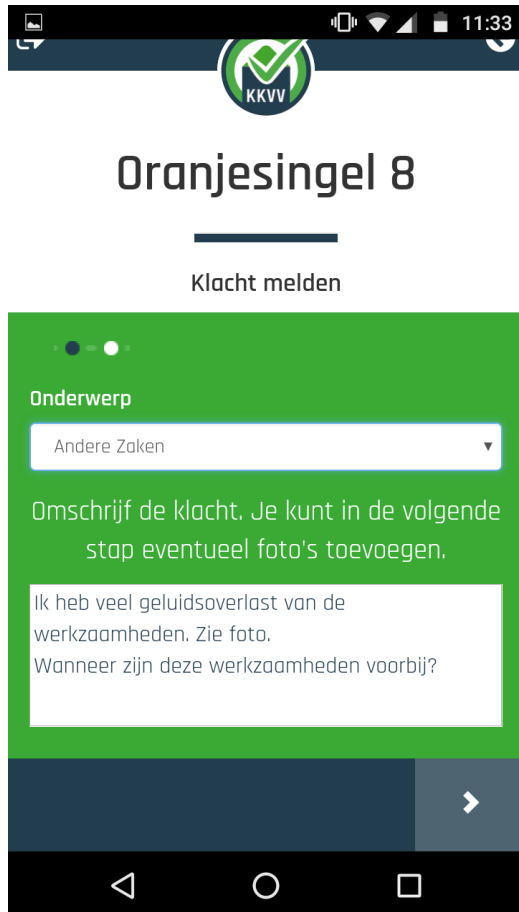 11:33
KKVV
Oranjesingel 8
Klacht melden
Onderwerp
Andere Zaken
Omschrijf de klacht. Je kunt in de volgende
stap eventueel foto's toevoegen.
Ik heb veel geluidsoverlast van de
werkzaamheden. Zie foto.
Wanneer zijn deze werkzaamheden voorbij?